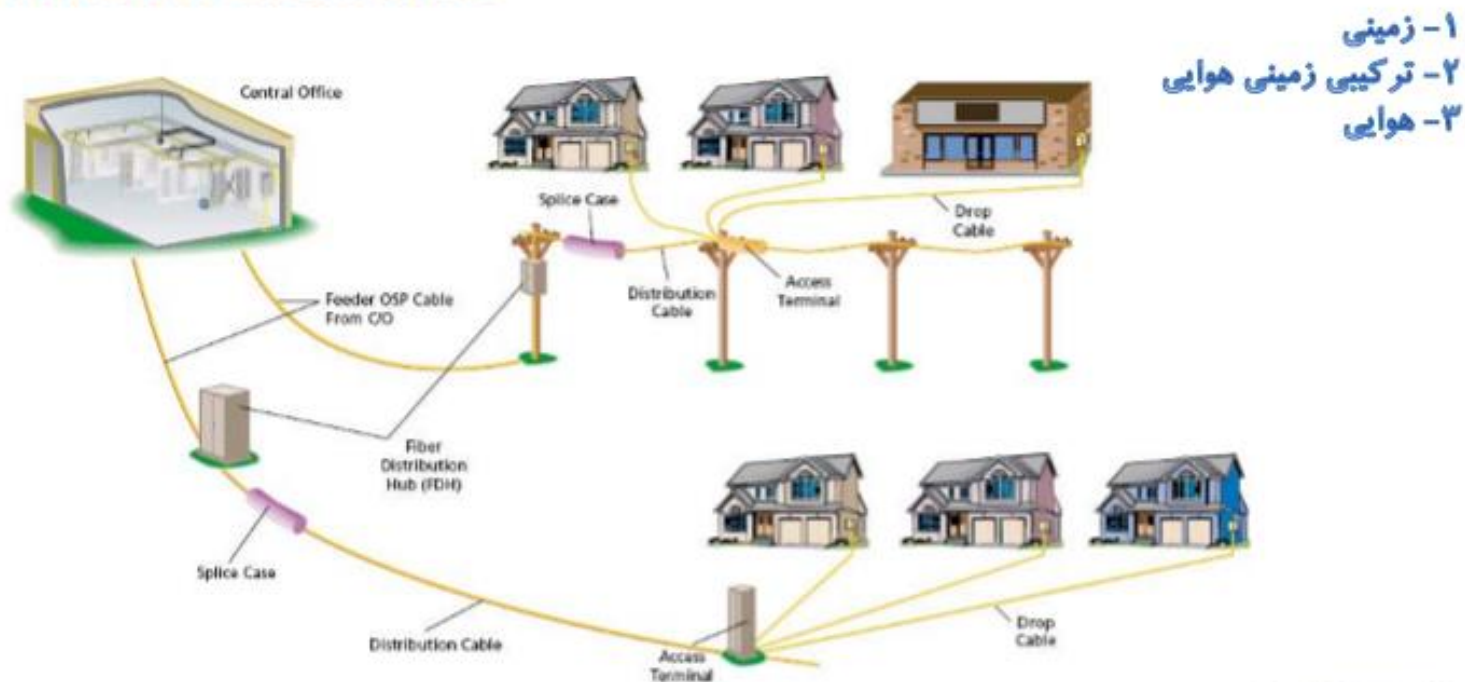 ۱- زمینی
۲- ترکیبی زمینی هوایی
۳- هوایی
Central Office
Splice Case
Drop
Cable
Distribution
Cable
Access
Terminal
Feeder OSP Cable
From C/O
Fiber
Distribution
Hub (FDH)
Splice Case
Distribution Cable
Access
Terminal
Drop
Cable